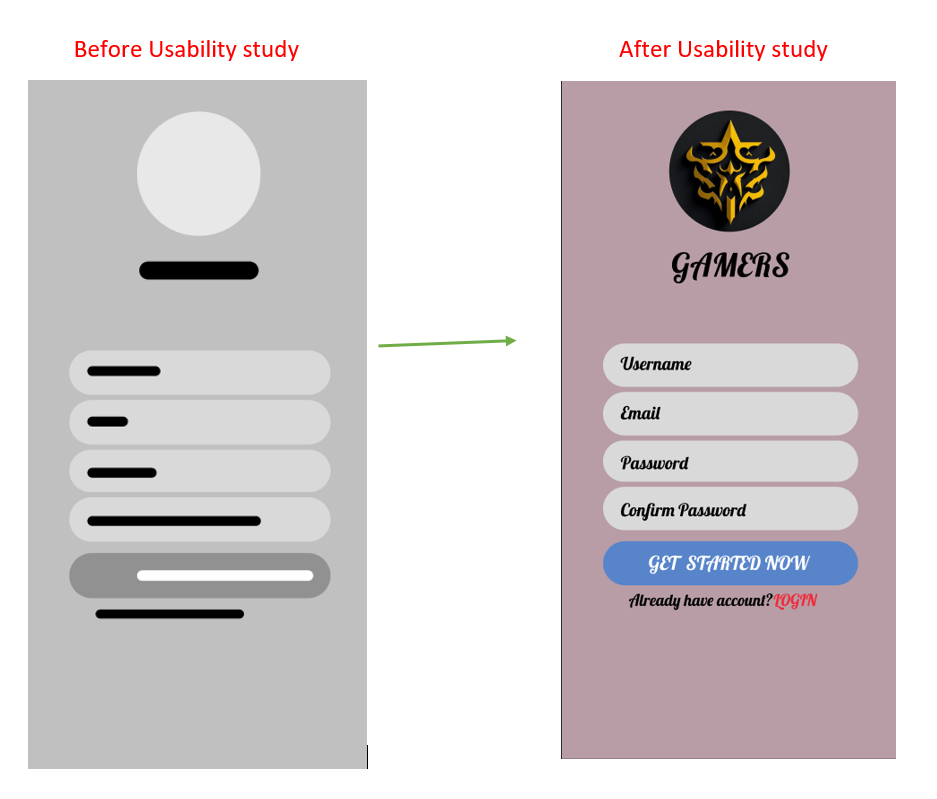 Before Usability study
After Usability study
GAMERS
Username
Email
Password
Confirm Password
GET STARTED NOW
Already have account?LOGIN